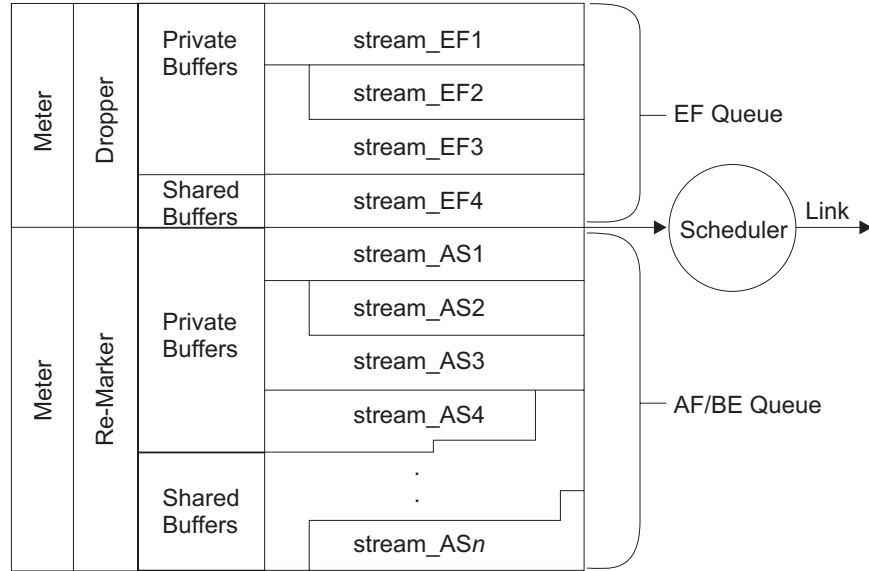 Meter
Dropper
Private
Buffers
stream_EF1
stream_EF2
stream_EF3
Shared
Buffers
stream_EF4
EF Queue
Scheduler
Link
Meter
Re-Marker
Private
Buffers
stream_AS1
stream_AS2
stream_AS3
stream_AS4
AF/BE Queue
Shared
Buffers
.
.
stream_ASn